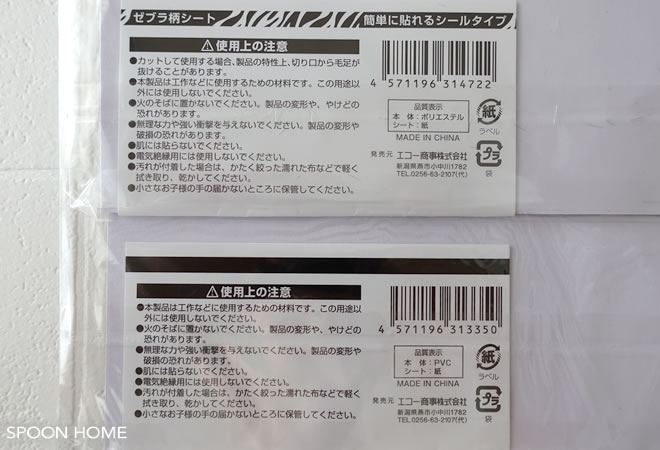 ゼブラ柄シート
簡単に貼れるシールタイプ
⚠使用上の注意
●カットして使用する場合、製品の特性上、切り口から毛足が
抜けることがあります。
●本製品は工作などに使用するための材料です。この用途以
外には使用しないでください。
●火のそばに置かないでください。製品の変形や、やけどの
恐れがあります。
●無理な力や強い衝撃を与えないでください。製品の変形や
破損の恐れがあります。
●肌には貼らないでください。
●電気絶縁用には使用しないでください。
●汚れが付着した場合は、かたく絞った濡れた布などで軽く
拭き取り、乾かしてください。
●小さなお子様の手の届かないところに保管してください。
4 571196 314722
品質表示
本 体：ポリエステル
シート：紙
MADE IN CHINA
紙
ラベル
プラ
袋
発売元 エコー商事株式会社
新潟県燕市小中川1782
TEL.0256-63-2107(代)
⚠使用上の注意
●本製品は工作などに使用するための材料です。この用途以
外には使用しないでください。
●火のそばに置かないでください。製品の変形や、やけどの
恐れがあります。
●無理な力や強い衝撃を与えないでください。製品の変形や
破損の恐れがあります。
●肌には貼らないでください。
●電気絶縁用には使用しないでください。
●汚れが付着した場合は、かたく絞った濡れた布などで軽く
拭き取り、乾かしてください。
●小さなお子様の手の届かないところに保管してください。
4 571196 313350
品質表示
本 体：PVC
シート：紙
MADE IN CHINA
紙
ラベル
プラ
袋
発売元 エコー商事株式会社
新潟県燕市小中川1782
TEL.0256-63-2107(代)
SPOON HOME